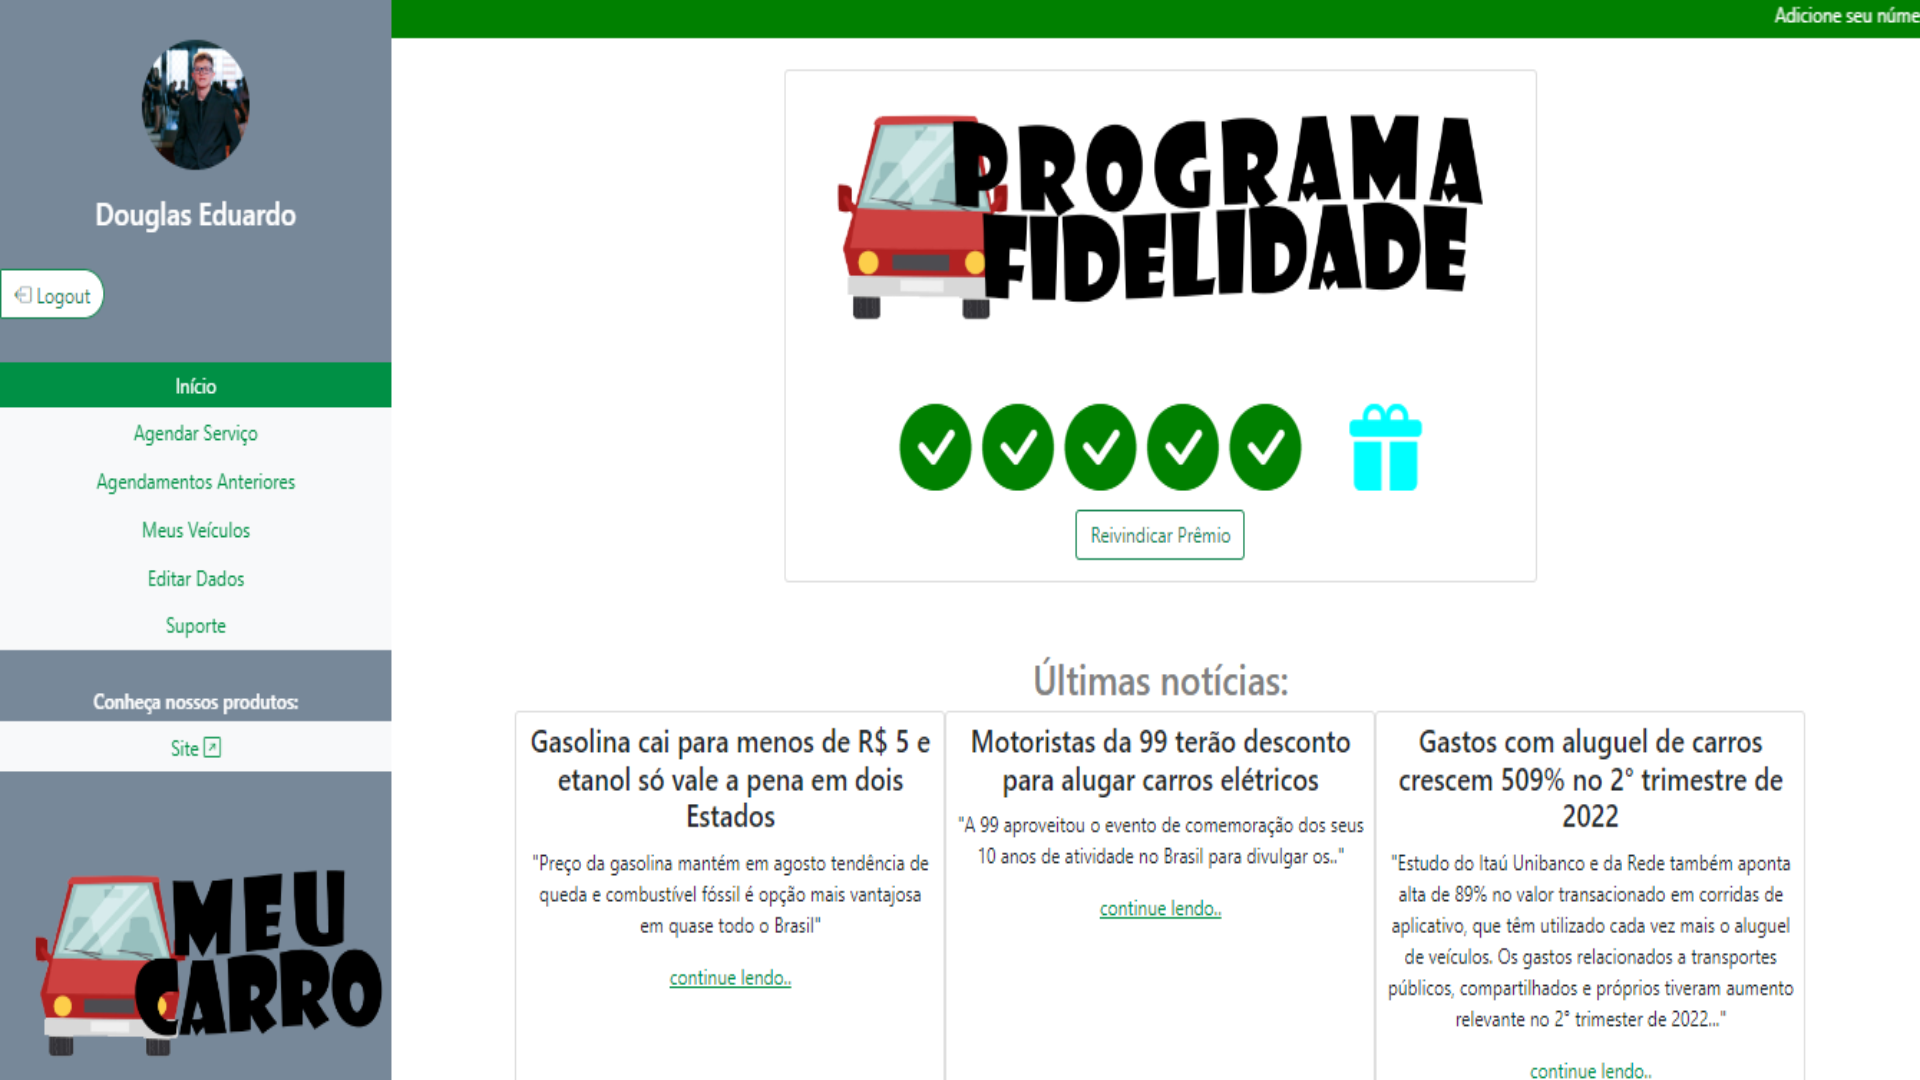 Adicione seu núme
Douglas Eduardo
Logout
Início
Agendar Serviço
Agendamentos Anteriores
Meus Veículos
Editar Dados
Suporte
Conheça nossos produtos:
Site
MEU
CARRO
PROGRAMA
FIDELIDADE
Reivindicar Prêmio
Últimas notícias:
Gasolina cai para menos de R$ 5 e
etanol só vale a pena em dois
Estados
"Preço da gasolina mantém em agosto tendência de
queda e combustível fóssil é opção mais vantajosa
em quase todo o Brasil"
continue lendo..
Motoristas da 99 terão desconto
para alugar carros elétricos
"A 99 aproveitou o evento de comemoração dos seus
10 anos de atividade no Brasil para divulgar os.."
continue lendo..
Gastos com aluguel de carros
crescem 509% no 2° trimestre de
2022
"Estudo do Itaú Unibanco e da Rede também aponta
alta de 89% no valor transacionado em corridas de
aplicativo, que têm utilizado cada vez mais o aluguel
de veículos. Os gastos relacionados a transportes
públicos, compartilhados e próprios tiveram aumento
relevante no 2° trimester de 2022..."
continue lendo..